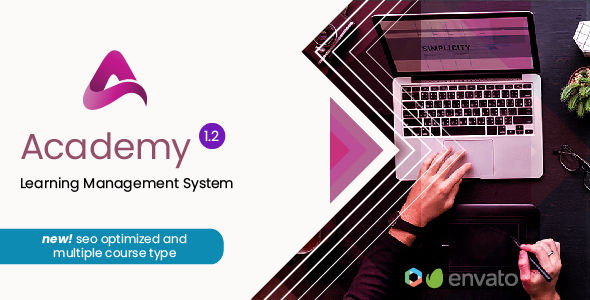 SIMPLICITY
Academy 1.2
Learning Management System
new! seo optimized and
multiple course type
envato